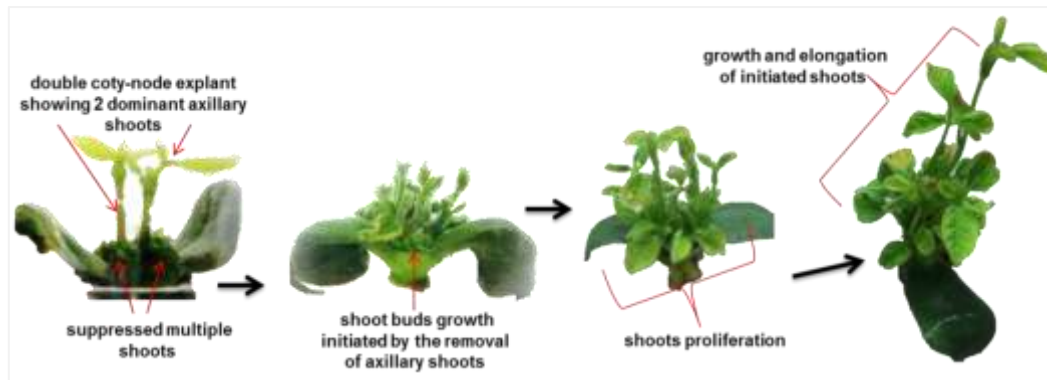 double coty-node explant
showing 2 dominant axillary
shoots
suppressed multiple
shoots
shoot buds growth
initiated by the removal
of axillary shoots
shoots proliferation
growth and elongation
of initiated shoots